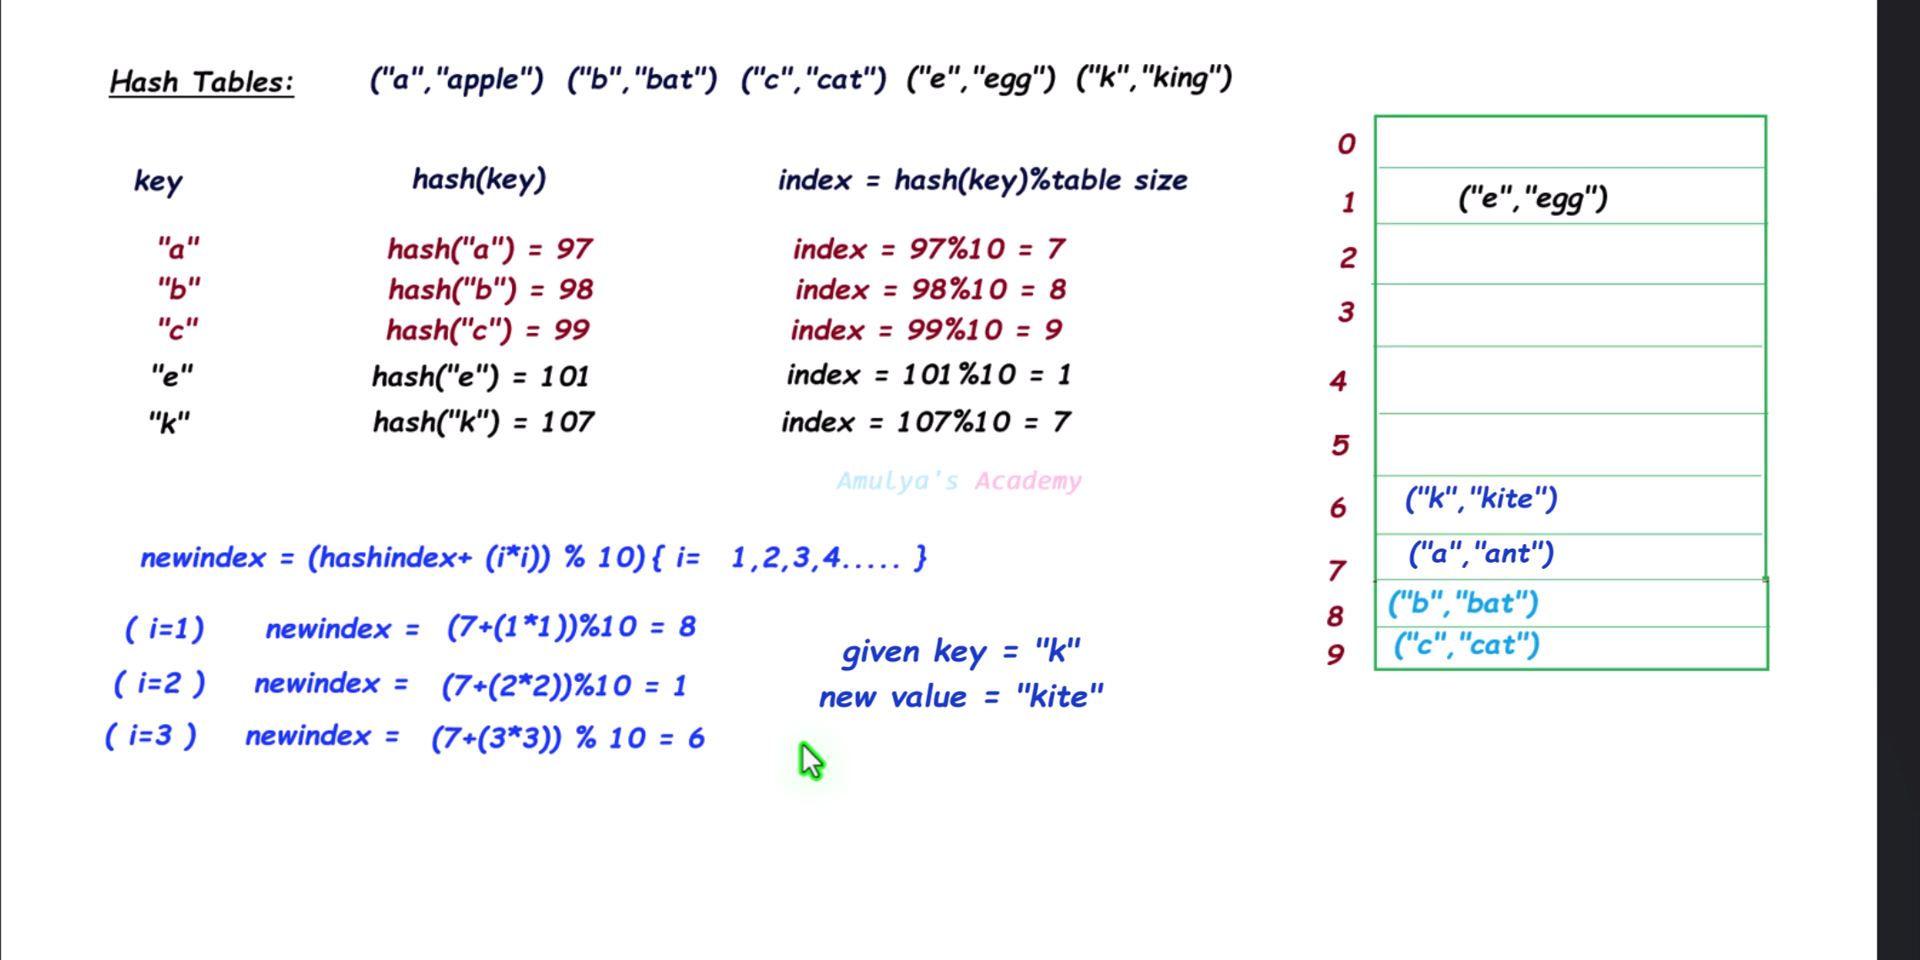 Hash Tables: ("a","apple") ("b","bat") ("c","cat") ("e","egg") ("k","king")
key hash(key) index = hash(key)%table size
"a" hash("a") = 97 index = 97%10 = 7
"b" hash("b") = 98 index = 98%10 = 8
"c" hash("c") = 99 index = 99%10 = 9
"e" hash("e") = 101 index = 101%10 = 1
"k" hash("k") = 107 index = 107%10 = 7
Amulya's Academy
newindex = (hashindex+ (i*i)) % 10) { i= 1,2,3,4..... }
( i=1) newindex = (7+(1*1))%10 = 8
( i=2 ) newindex = (7+(2*2))%10 = 1
( i=3 ) newindex = (7+(3*3)) % 10 = 6
given key = "k"
new value = "kite"
0
1 ("e","egg")
2
3
4
5
6 ("k","kite")
7 ("a","ant")
8 ("b","bat")
9 ("c","cat")